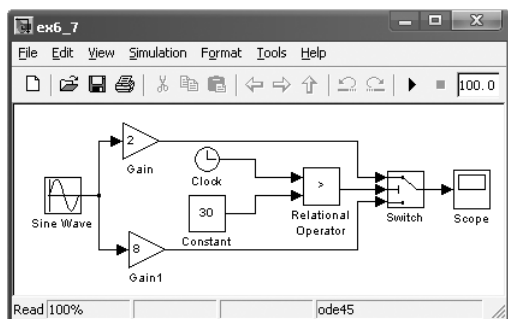 ex6_7
File Edit View Simulation Format Tools Help
100.0
2
Gain
Clock
30
Constant
>
Relational
Operator
Switch
Scope
Sine Wave
8
Gain1
Read 100% ode45